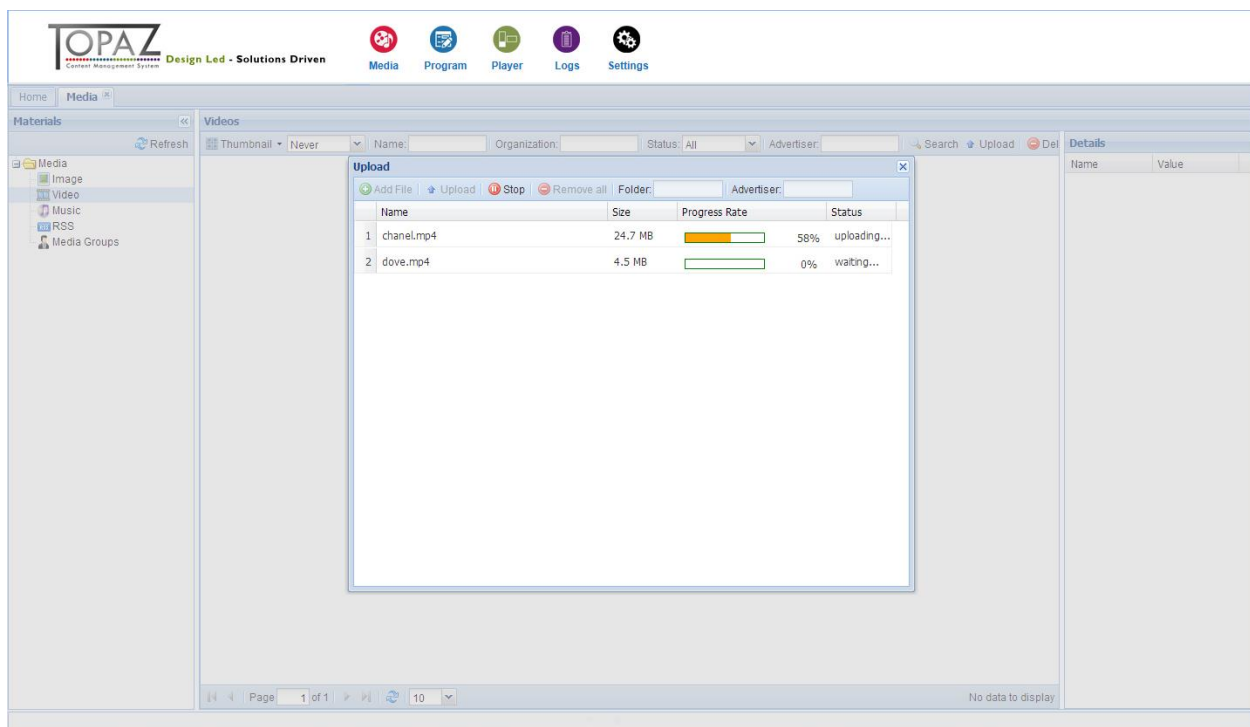 TOPAZ
Content Management System
Design Led - Solutions Driven
Media Program Player Logs Settings
Home Media
Materials Videos
Refresh Thumbnail Never Name: Organization: Status: All Advertiser: Search Upload Del Details
Name Value
Media
Image
Video
Music
RSS
Media Groups
Upload
Add File Upload Stop Remove all Folder: Advertiser:
Name Size Progress Rate Status
1 chanel.mp4 24.7 MB 58% uploading...
2 dove.mp4 4.5 MB 0% waiting...
Page 1 of 1 10 No data to display